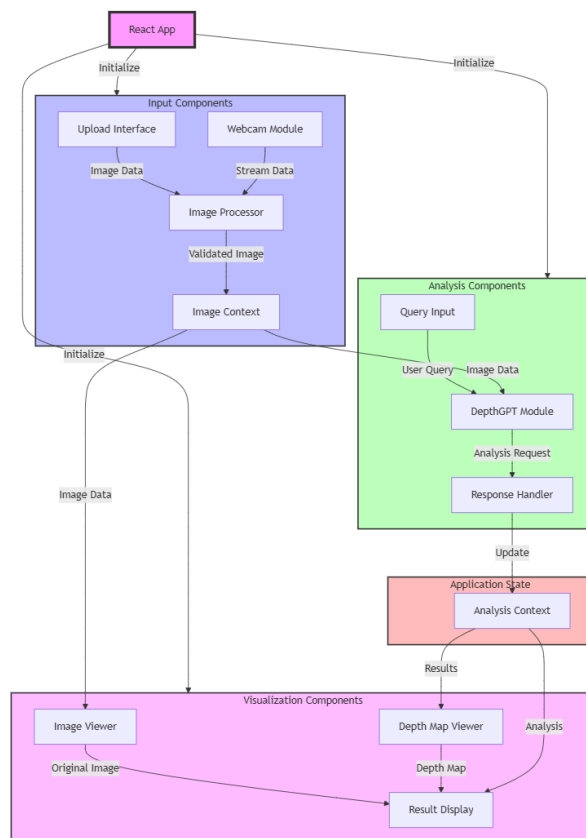 React App
Initialize
Initialize
Input Components
Upload Interface
Webcam Module
Image Data
Stream Data
Image Processor
Validated Image
Analysis Components
Image Context
Query Input
Initialize
User Query
Image Data
DepthGPT Module
Analysis Request
Image Data
Response Handler
Update
Application State
Analysis Context
Results
Visualization Components
Image Viewer
Depth Map Viewer
Analysis
Original Image
Depth Map
Result Display